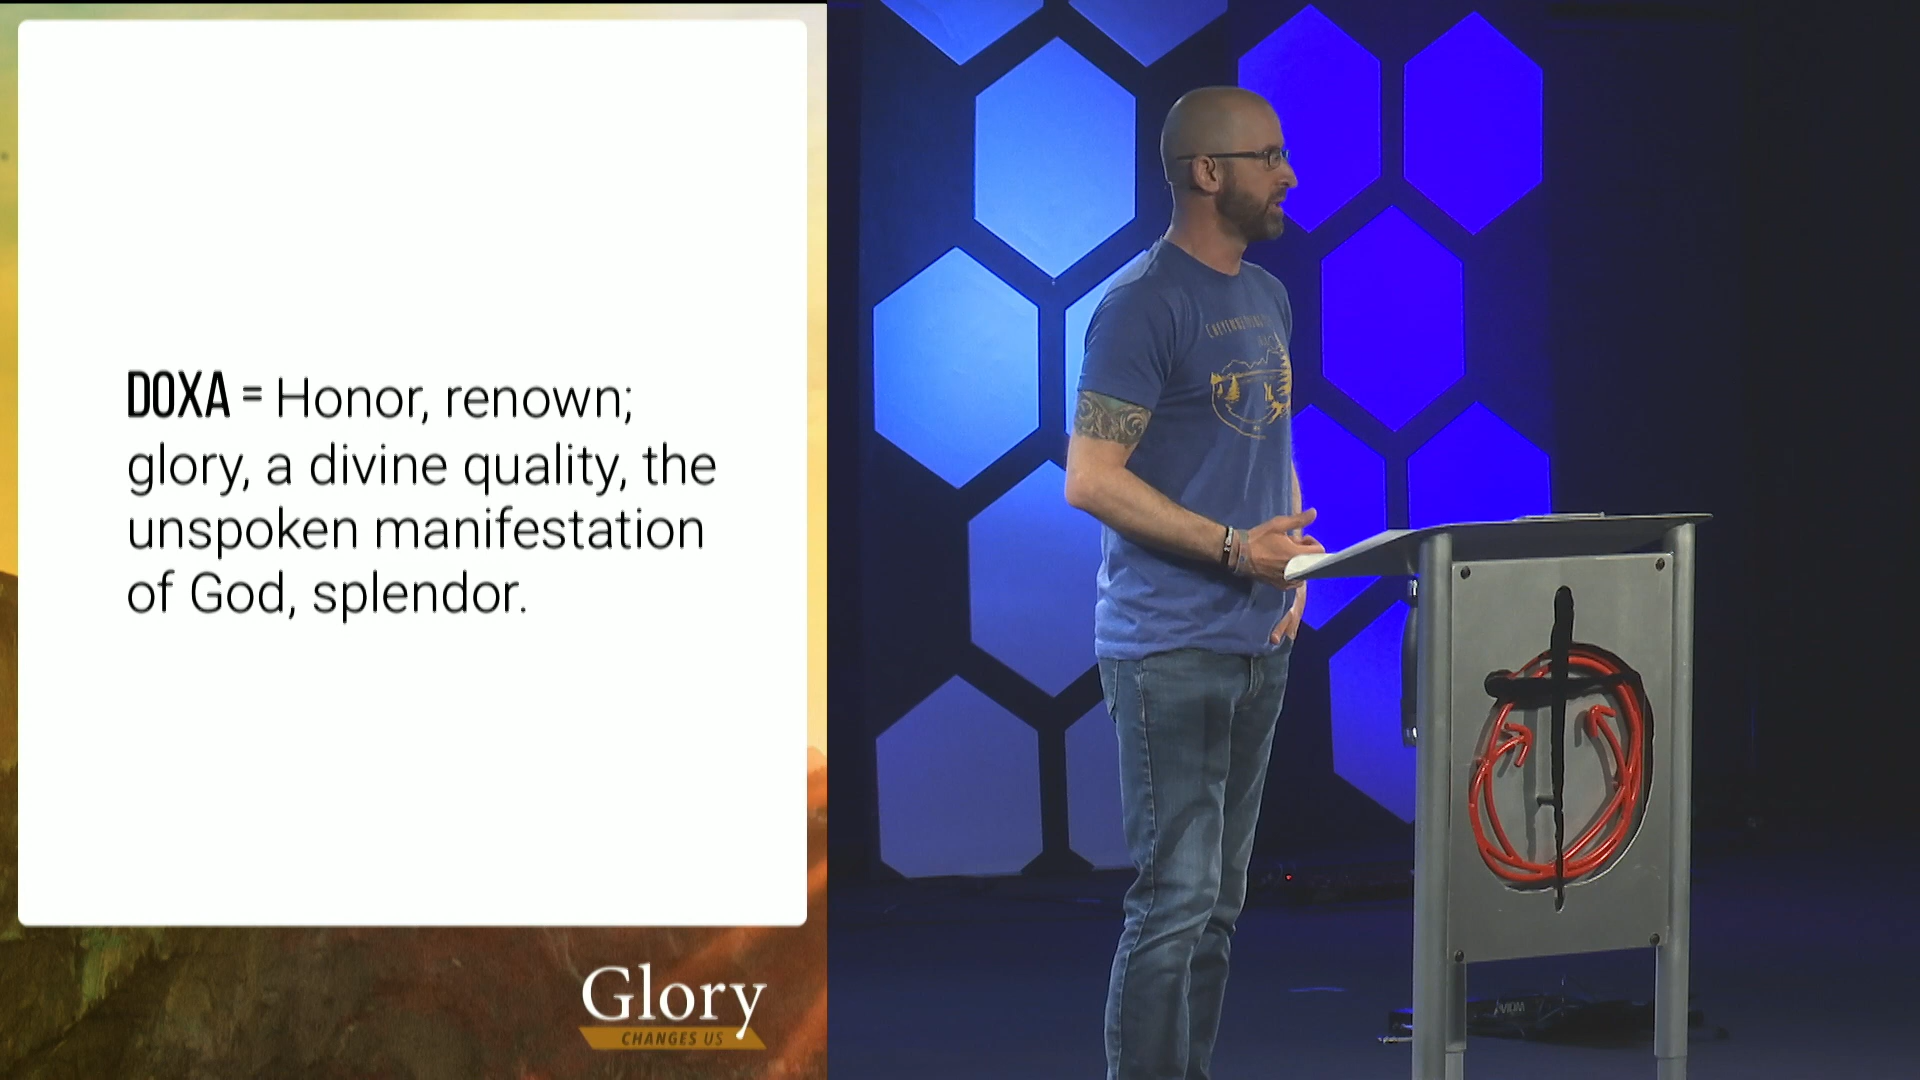 DOXA = Honor, renown;
glory, a divine quality, the
unspoken manifestation
of God, splendor.
Glory
CHANGES US